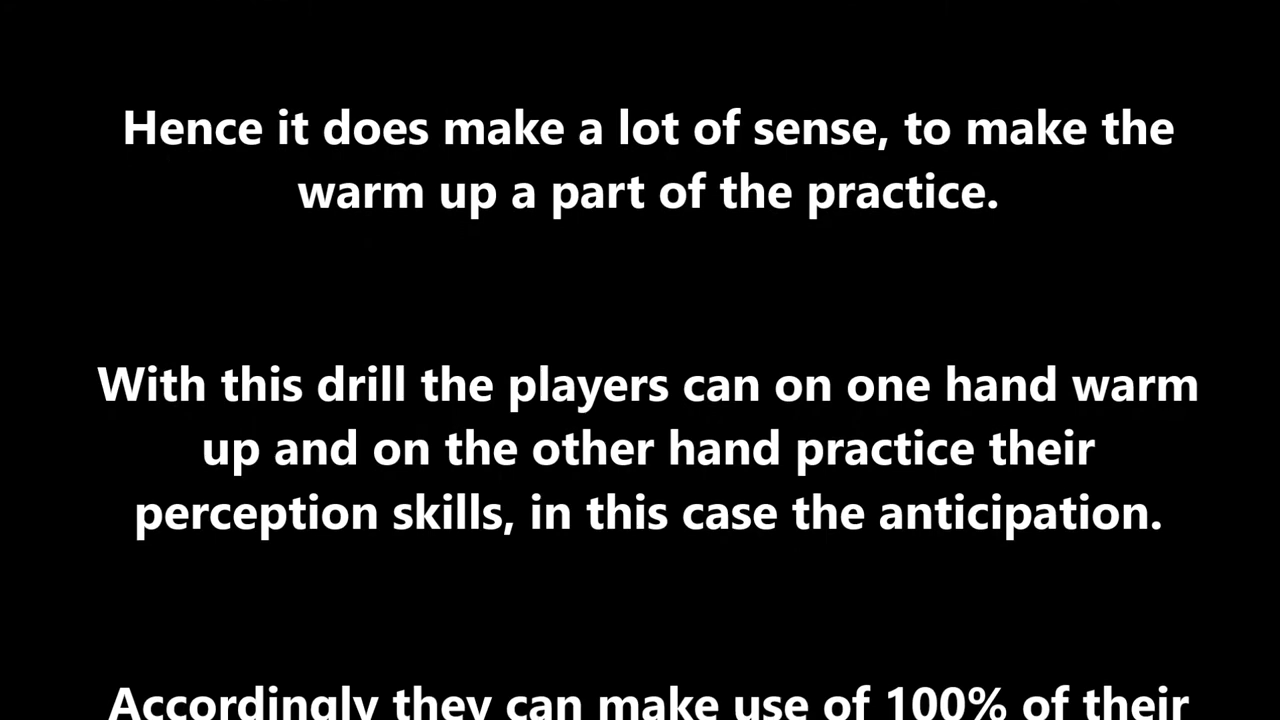 Hence it does make a lot of sense, to make the
warm up a part of the practice.
With this drill the players can on one hand warm
up and on the other hand practice their
perception skills, in this case the anticipation.
Accordingly they can make use of 100% of their